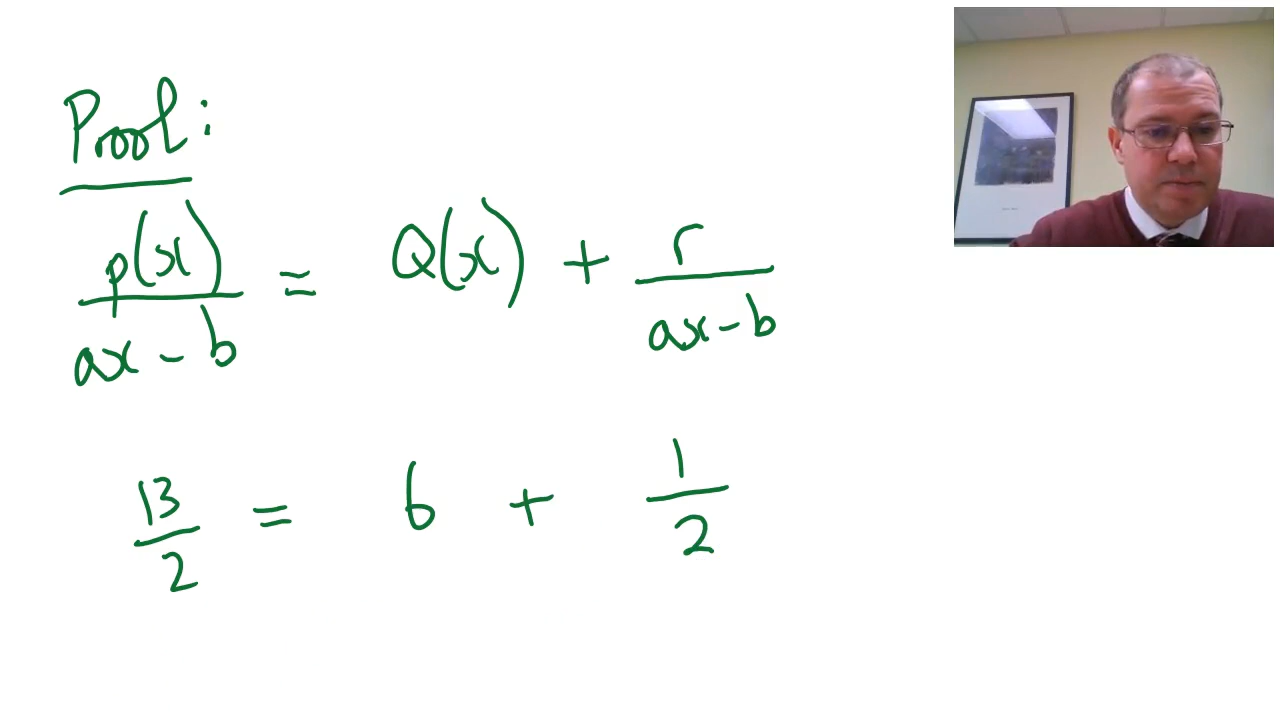 Proof:
p(x)/(ax - b) = Q(x) + r/(ax - b)
13/2 = 6 + 1/2